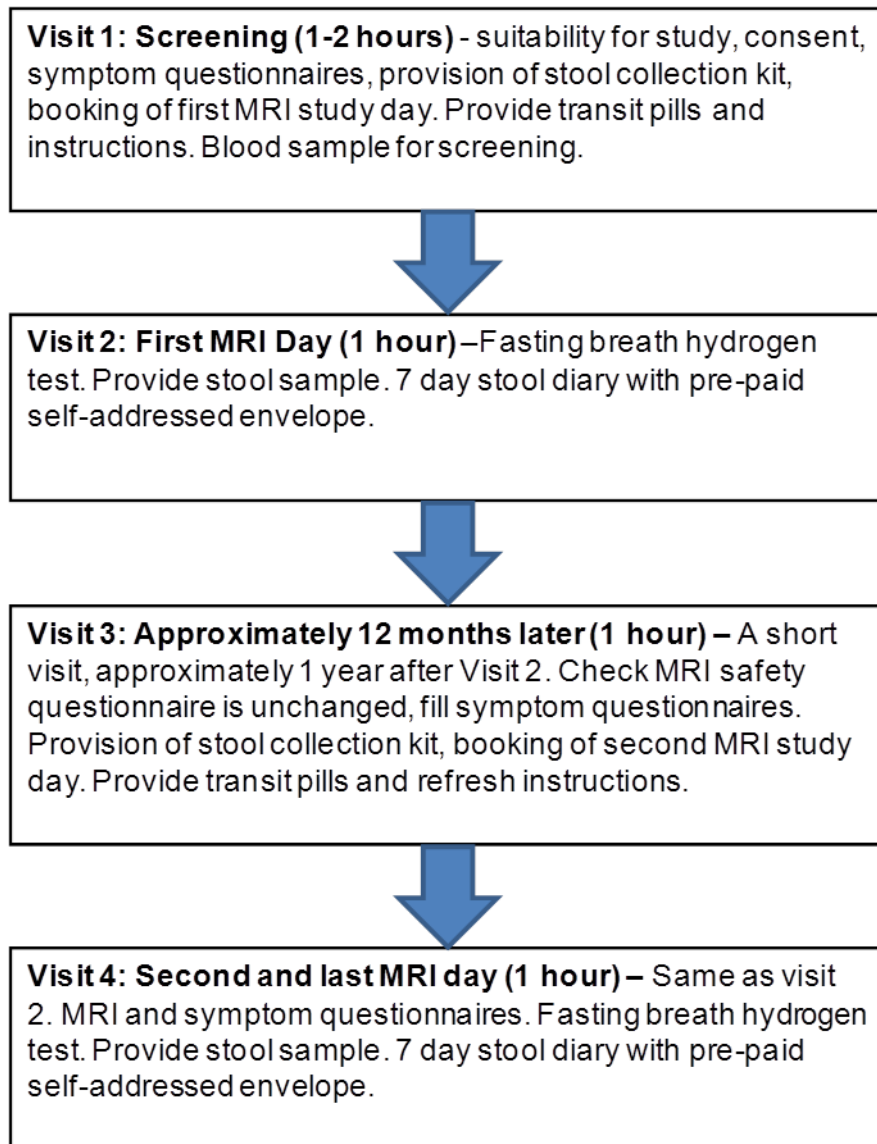 Visit 1: Screening (1-2 hours) - suitability for study, consent,
symptom questionnaires, provision of stool collection kit,
booking of first MRI study day. Provide transit pills and
instructions. Blood sample for screening.
Visit 2: First MRI Day (1 hour) –Fasting breath hydrogen
test. Provide stool sample. 7 day stool diary with pre-paid
self-addressed envelope.
Visit 3: Approximately 12 months later (1 hour) – A short
visit, approximately 1 year after Visit 2. Check MRI safety
questionnaire is unchanged, fill symptom questionnaires.
Provision of stool collection kit, booking of second MRI study
day. Provide transit pills and refresh instructions.
Visit 4: Second and last MRI day (1 hour) – Same as visit
2. MRI and symptom questionnaires. Fasting breath hydrogen
test. Provide stool sample. 7 day stool diary with pre-paid
self-addressed envelope.